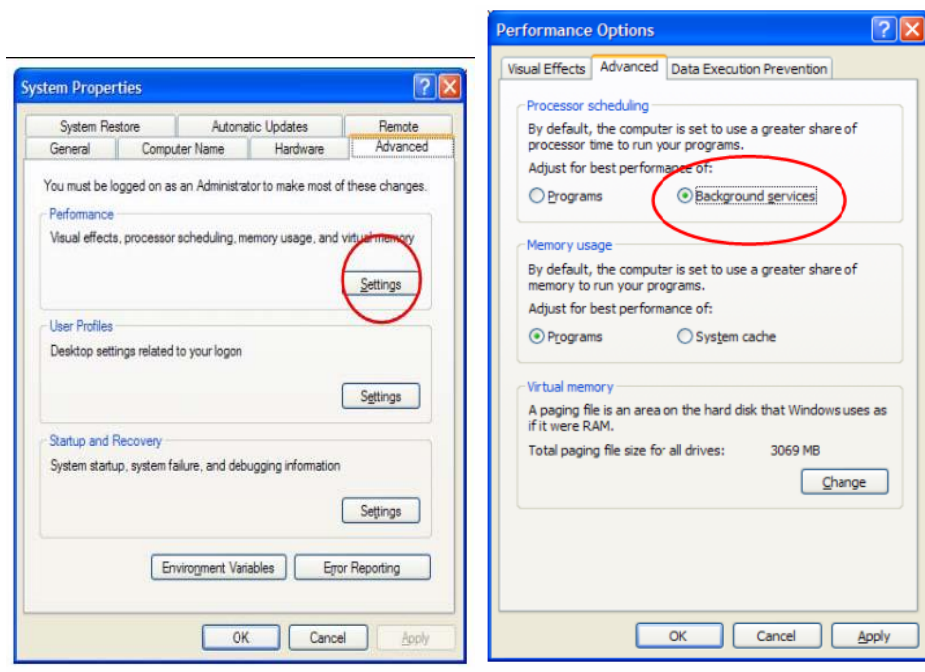 System Properties
System Restore Automatic Updates Remote
General Computer Name Hardware Advanced
You must be logged on as an Administrator to make most of these changes.
Performance
Visual effects, processor scheduling, memory usage, and virtual memory
Settings
User Profiles
Desktop settings related to your logon
Settings
Startup and Recovery
System startup, system failure, and debugging information
Settings
Environment Variables Error Reporting
OK Cancel Apply
Performance Options
Visual Effects Advanced Data Execution Prevention
Processor scheduling
By default, the computer is set to use a greater share of
processor time to run your programs.
Adjust for best performance of:
Programs Background services
Memory usage
By default, the computer is set to use a greater share of
memory to run your programs.
Adjust for best performance of:
Programs System cache
Virtual memory
A paging file is an area on the hard disk that Windows uses as
if it were RAM.
Total paging file size for all drives: 3069 MB
Change
OK Cancel Apply